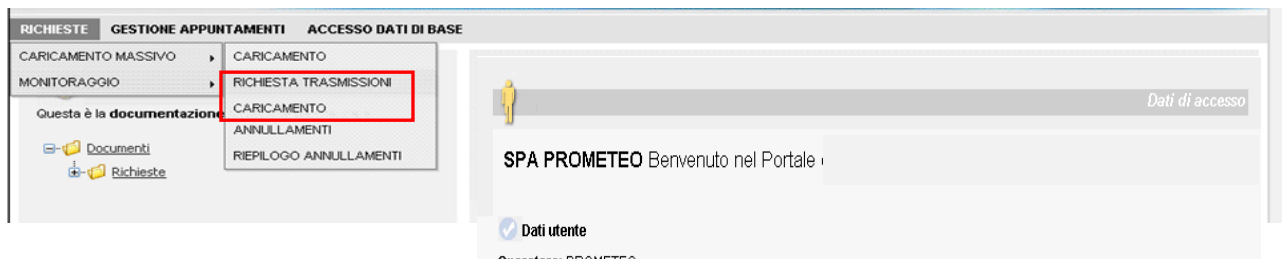 RICHIESTE GESTIONE APPUNTAMENTI ACCESSO DATI DI BASE
CARICAMENTO MASSIVO
MONITORAGGIO
CARICAMENTO
RICHIESTA TRASMISSIONI
CARICAMENTO
ANNULLAMENTI
RIEPILOGO ANNULLAMENTI
Questa è la documentazione
Documenti
Richieste
Dati di accesso
SPA PROMETEO Benvenuto nel Portale
Dati utente
PROMETEO